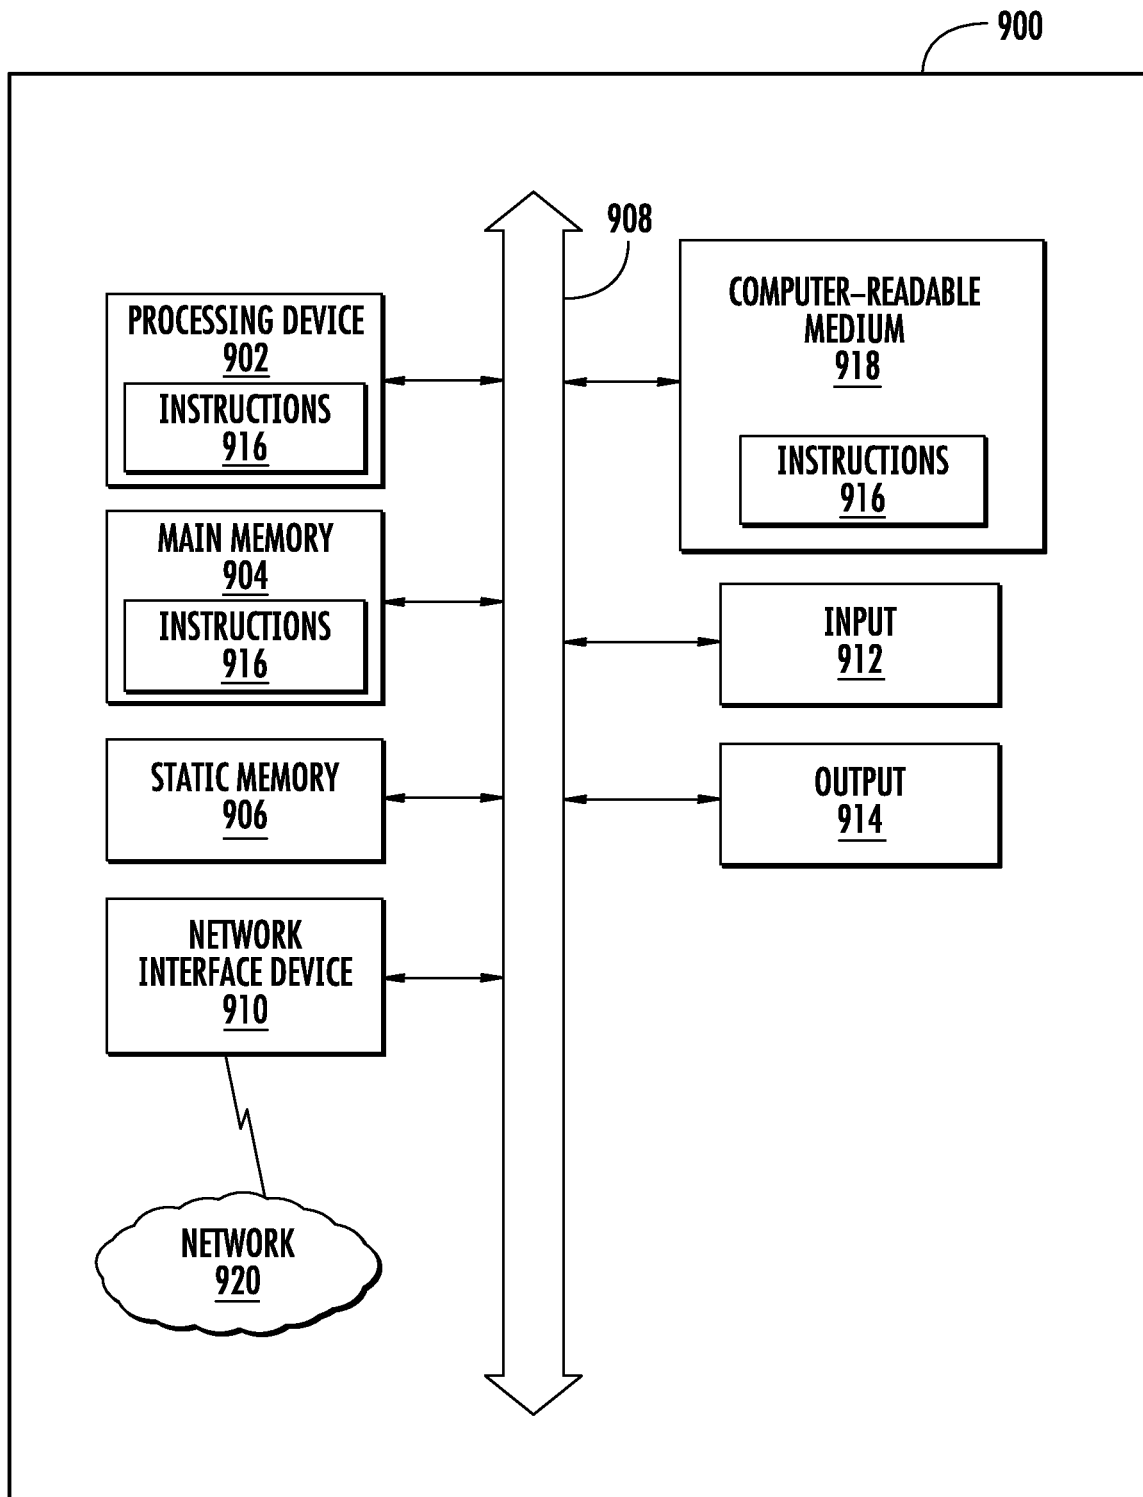 900
908
PROCESSING DEVICE
902
INSTRUCTIONS
916
MAIN MEMORY
904
INSTRUCTIONS
916
STATIC MEMORY
906
NETWORK
INTERFACE DEVICE
910
NETWORK
920
COMPUTER–READABLE
MEDIUM
918
INSTRUCTIONS
916
INPUT
912
OUTPUT
914